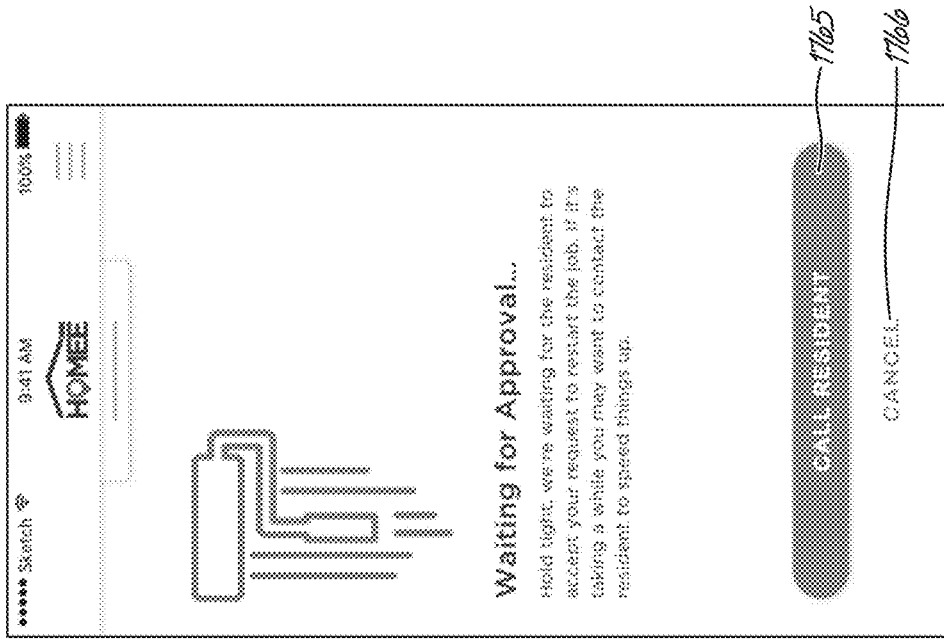 ••••• Sketch 9:41 AM 100%
HOMEE
Waiting for Approval...
Hold tight, we're waiting for the resident to
accept your request to restart the job. If it's
taking a while you may want to contact the
resident to speed things up.
CALL RESIDENT
CANCEL
1765
1766